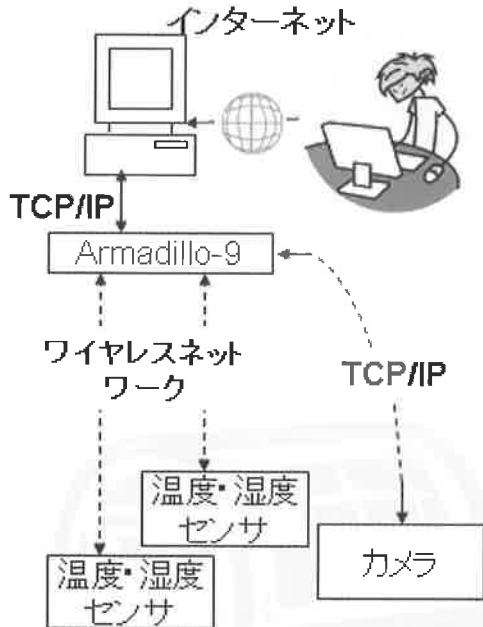 インターネット
TCP/IP
Armadillo-9
ワイヤレスネット
ワーク
TCP/IP
温度・湿度
センサ
温度・湿度
センサ
カメラ